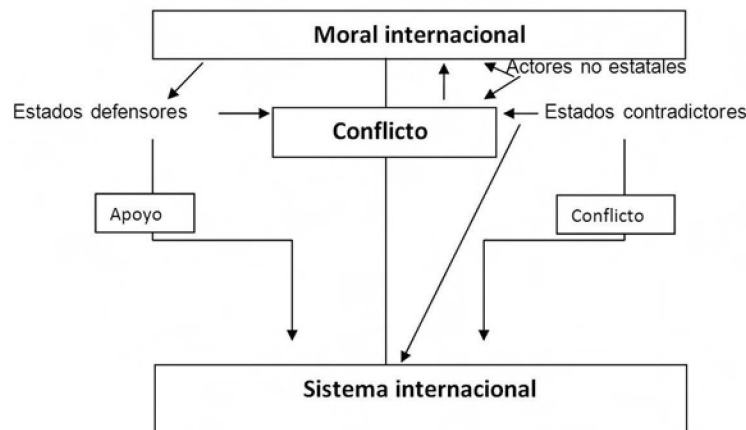 Moral internacional
Actores no estatales
Estados defensores
Conflicto
Estados contradictores
Apoyo
Conflicto
Sistema internacional